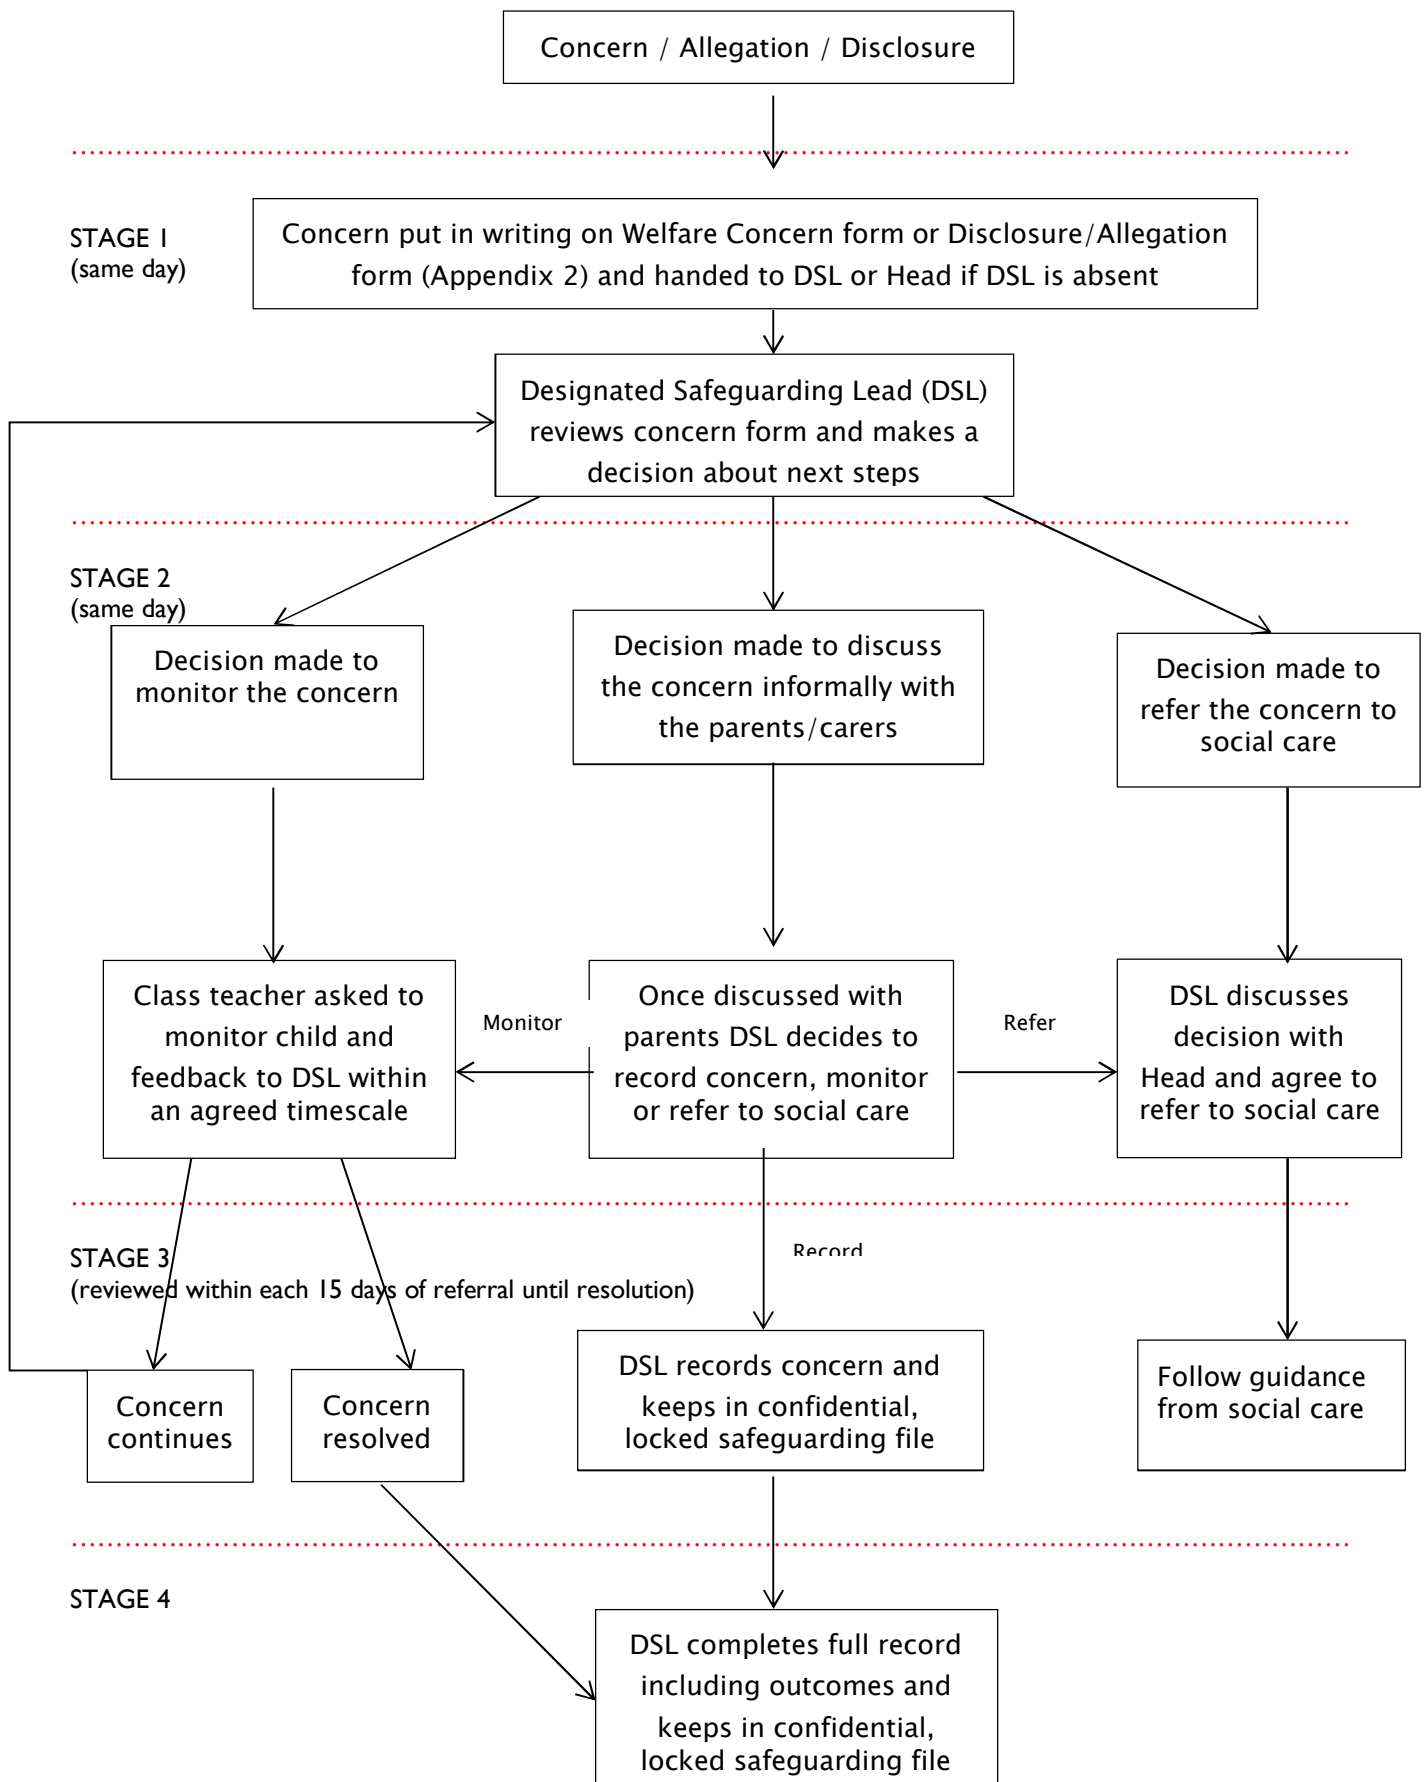 Concern / Allegation / Disclosure
STAGE 1
(same day)
Concern put in writing on Welfare Concern form or Disclosure/Allegation
form (Appendix 2) and handed to DSL or Head if DSL is absent
Designated Safeguarding Lead (DSL)
reviews concern form and makes a
decision about next steps
STAGE 2
(same day)
Decision made to
monitor the concern
Decision made to discuss
the concern informally with
the parents/carers
Decision made to
refer the concern to
social care
Class teacher asked to
monitor child and
feedback to DSL within
an agreed timescale
Monitor
Once discussed with
parents DSL decides to
record concern, monitor
or refer to social care
Refer
DSL discusses
decision with
Head and agree to
refer to social care
Record
STAGE 3
(reviewed within each 15 days of referral until resolution)
Concern
continues
Concern
resolved
DSL records concern and
keeps in confidential,
locked safeguarding file
Follow guidance
from social care
STAGE 4
DSL completes full record
including outcomes and
keeps in confidential,
locked safeguarding file